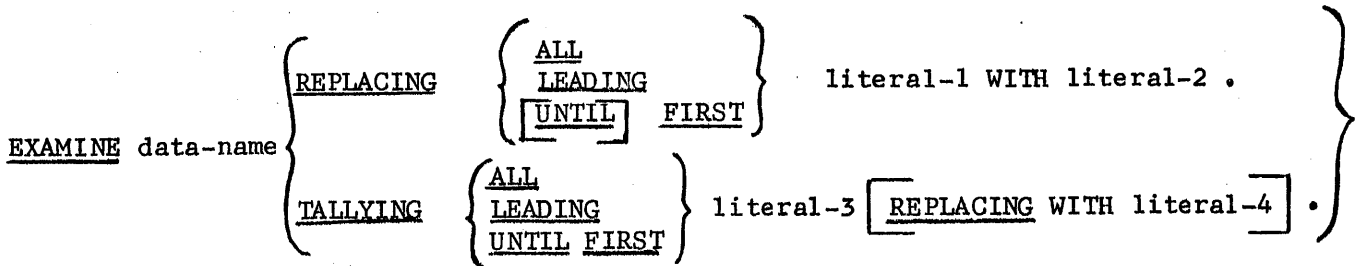 ALL
REPLACING LEADING literal-1 WITH literal-2 .
[UNTIL] FIRST
EXAMINE data-name
ALL
TALLYING LEADING literal-3 [REPLACING WITH literal-4] .
UNTIL FIRST